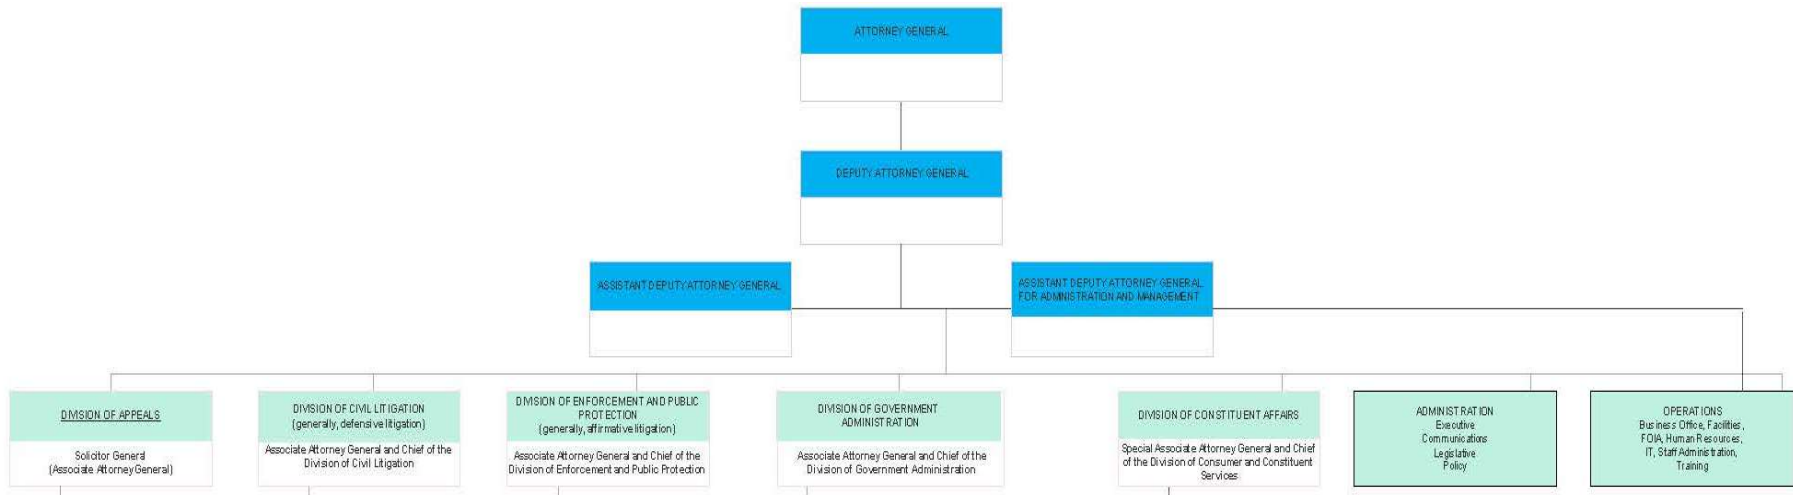 ATTORNEY GENERAL
DEPUTY ATTORNEY GENERAL
ASSISTANT DEPUTY ATTORNEY GENERAL
ASSISTANT DEPUTY ATTORNEY GENERAL
FOR ADMINISTRATION AND MANAGEMENT
DIVISION OF APPEALS
Solicitor General
(Associate Attorney General)
DIVISION OF CIVIL LITIGATION
(generally, defensive litigation)
Associate Attorney General and Chief of the
Division of Civil Litigation
DIVISION OF ENFORCEMENT AND PUBLIC
PROTECTION
(generally, affirmative litigation)
Associate Attorney General and Chief of the
Division of Enforcement and Public Protection
DIVISION OF GOVERNMENT
ADMINISTRATION
Associate Attorney General and Chief of the
Division of Government Administration
DIVISION OF CONSTITUENT AFFAIRS
Special Associate Attorney General and Chief
of the Division of Consumer and Constituent
Services
ADMINISTRATION
Executive
Communications
Legislative
Policy
OPERATIONS
Business Office, Facilities,
FOIA, Human Resources,
IT, Staff Administration,
Training